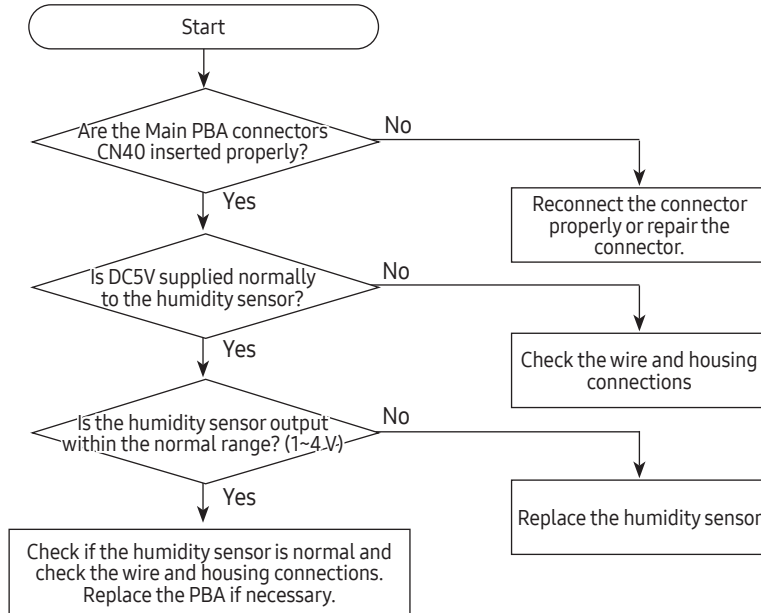 Start
Are the Main PBA connectors
CN40 inserted properly?
No
Yes
Reconnect the connector
properly or repair the
connector.
Is DC5V supplied normally
to the humidity sensor?
No
Yes
Check the wire and housing
connections
Is the humidity sensor output
within the normal range? (1~4 V)
No
Yes
Replace the humidity sensor
Check if the humidity sensor is normal and
check the wire and housing connections.
Replace the PBA if necessary.